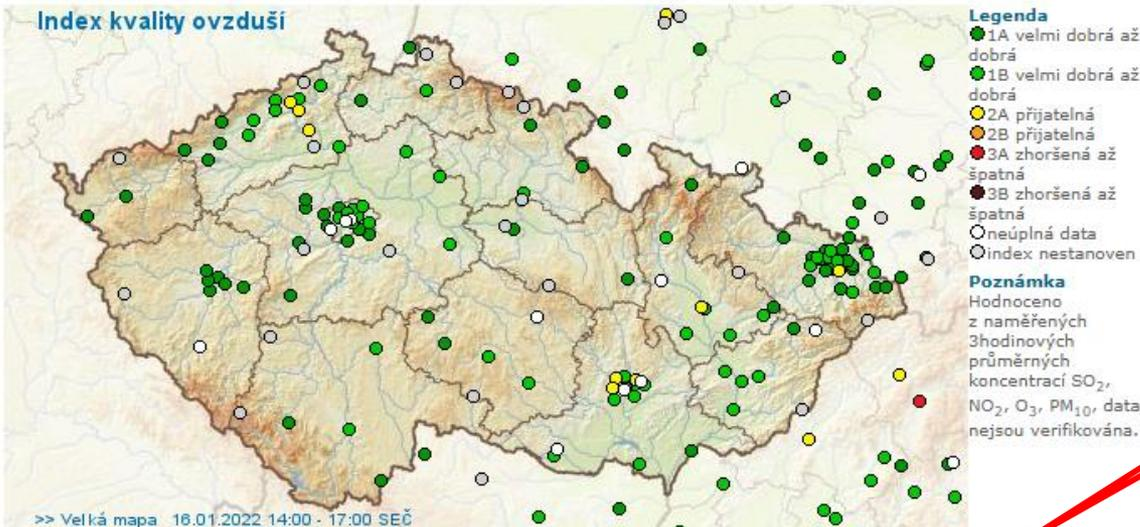 Index kvality ovzduší
Legenda
1A velmi dobrá až
dobrá
1B velmi dobrá až
dobrá
2A přijatelná
2B přijatelná
3A zhoršená až
špatná
3B zhoršená až
špatná
neúplná data
index nestanoven
Poznámka
Hodnoceno
z naměřených
3hodinových
průměrných
koncentrací SO₂,
NO₂, O₃, PM₁₀, data
nejsou verifikována.
>> Velká mapa 16.01.2022 14:00 - 17:00 SEČ